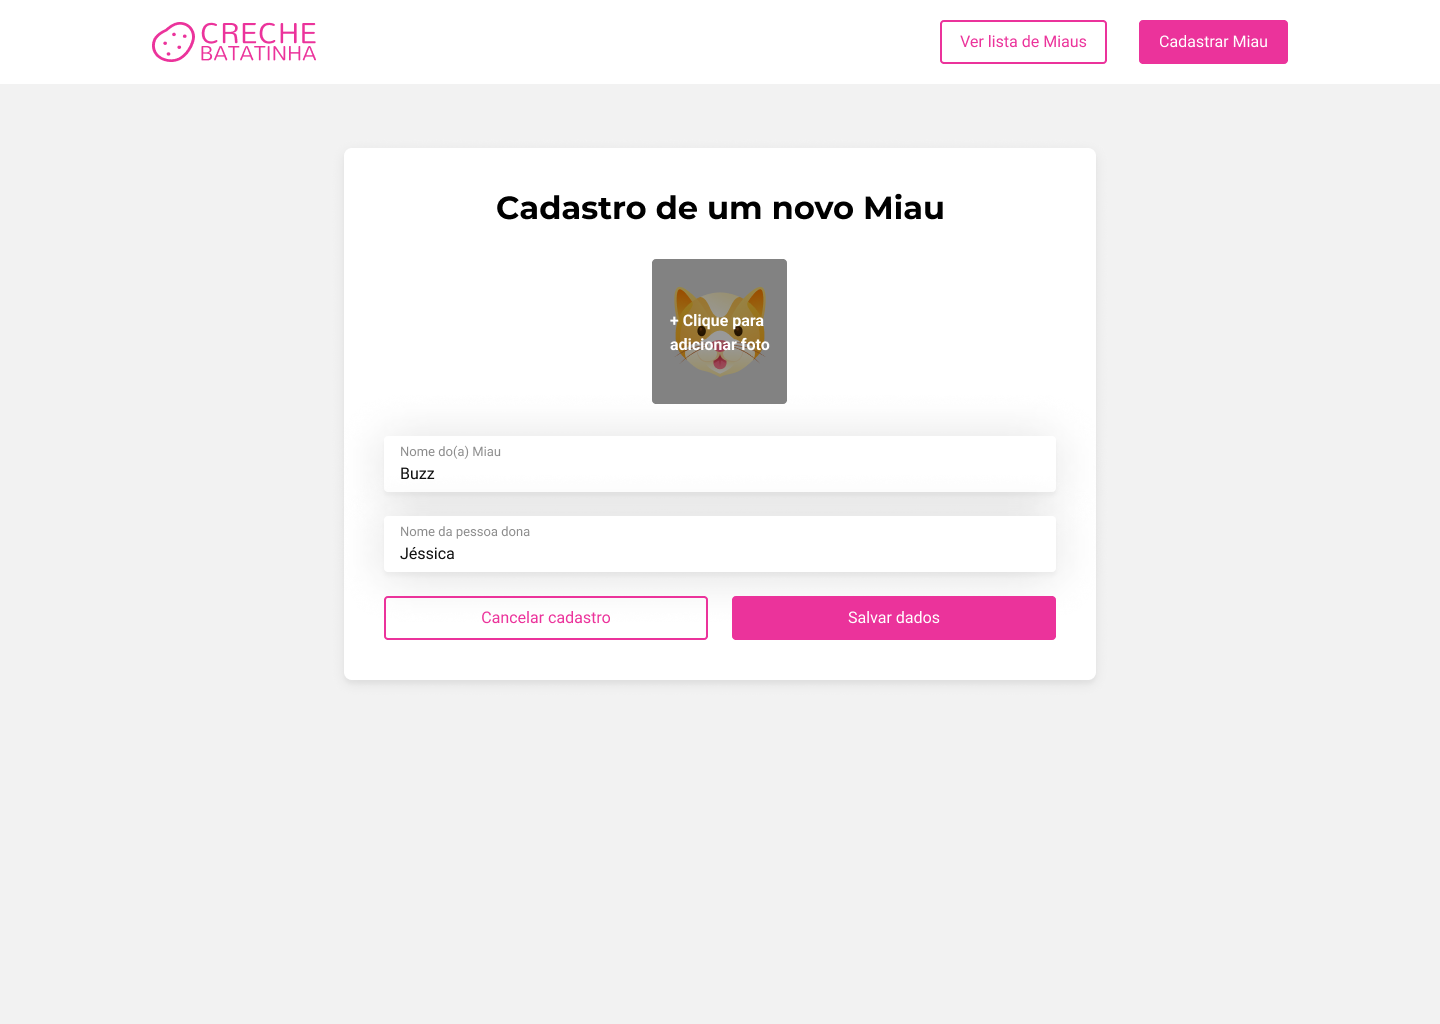 CRECHE
BATATINHA
Ver lista de Miaus
Cadastrar Miau
Cadastro de um novo Miau
+ Clique para
adicionar foto
Nome do(a) Miau
Buzz
Nome da pessoa dona
Jéssica
Cancelar cadastro
Salvar dados